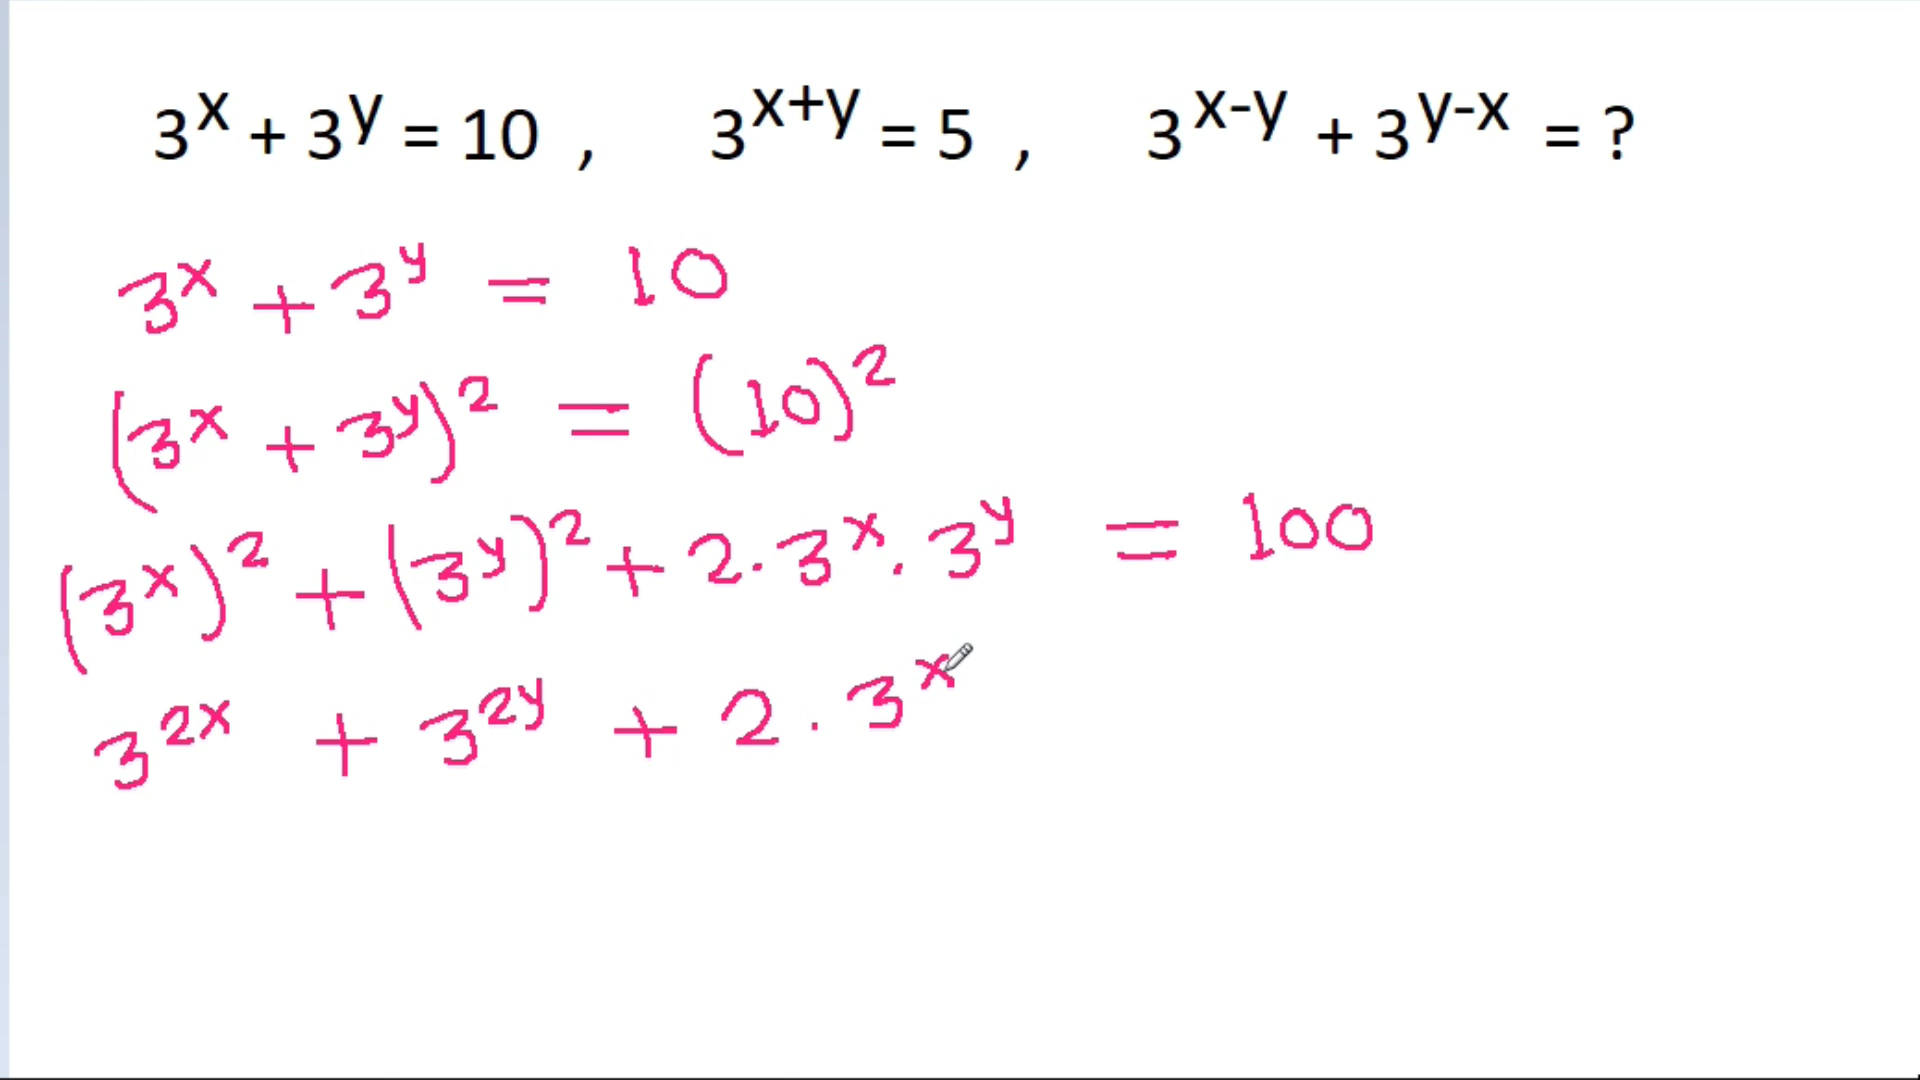 3^x + 3^y = 10 , 3^(x+y) = 5 , 3^(x-y) + 3^(y-x) = ?
3^x + 3^y = 10
(3^x + 3^y)^2 = (10)^2
(3^x)^2 + (3^y)^2 + 2·3^x·3^y = 100
3^(2x) + 3^(2y) + 2·3^x